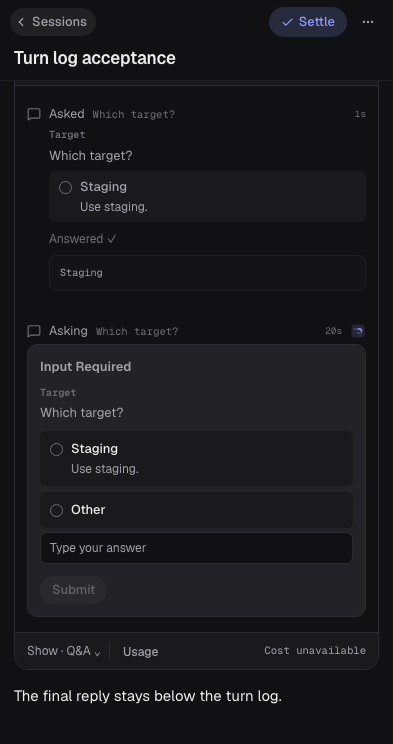 Sessions
Settle
Turn log acceptance
Asked Which target? 1s
Target
Which target?
Staging
Use staging.
Answered ✓
Staging
Asking Which target? 20s
Input Required
Target
Which target?
Staging
Use staging.
Other
Type your answer
Submit
Show · Q&A Usage Cost unavailable
The final reply stays below the turn log.